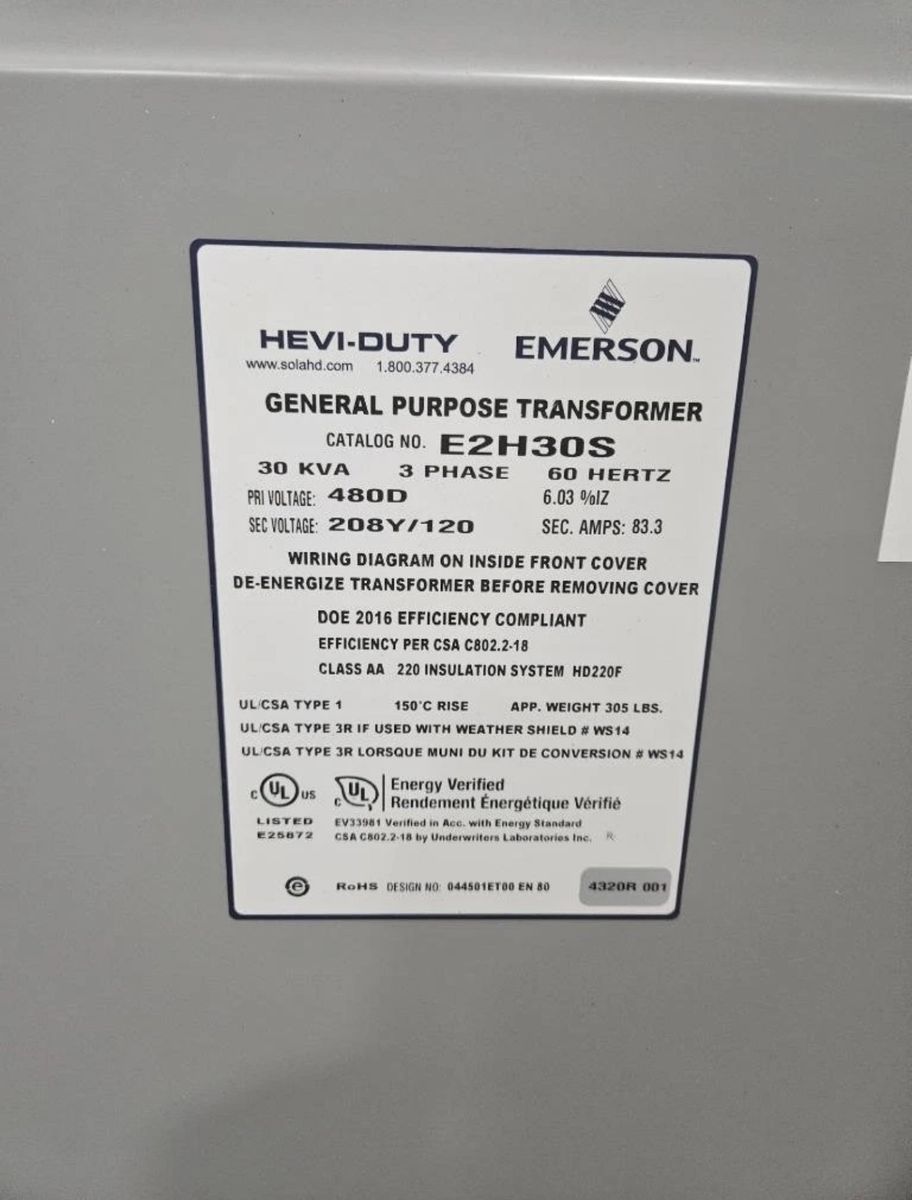 HEVI-DUTY
EMERSON™
www.solahd.com 1.800.377.4384
GENERAL PURPOSE TRANSFORMER
CATALOG NO. E2H30S
30 KVA 3 PHASE 60 HERTZ
PRI VOLTAGE: 480D 6.03 %IZ
SEC VOLTAGE: 208Y/120 SEC. AMPS: 83.3
WIRING DIAGRAM ON INSIDE FRONT COVER
DE-ENERGIZE TRANSFORMER BEFORE REMOVING COVER
DOE 2016 EFFICIENCY COMPLIANT
EFFICIENCY PER CSA C802.2-18
CLASS AA 220 INSULATION SYSTEM HD220F
UL/CSA TYPE 1 150°C RISE APP. WEIGHT 305 LBS.
UL/CSA TYPE 3R IF USED WITH WEATHER SHIELD # WS14
UL/CSA TYPE 3R LORSQUE MUNI DU KIT DE CONVERSION # WS14
c UL US
LISTED
E25872
c UL
Energy Verified
Rendement Énergétique Vérifié
EV33981 Verified in Acc. with Energy Standard
CSA C802.2-18 by Underwriters Laboratories Inc.
e RoHS DESIGN NO: 044501ET00 EN 80 4320R 001